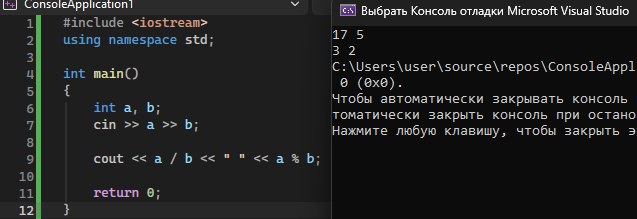 ConsoleApplication1
1 #include <iostream>
2 using namespace std;
3
4 int main()
5 {
6 int a, b;
7 cin >> a >> b;
8
9 cout << a / b << " " << a % b;
10
11 return 0;
12 }
Выбрать Консоль отладки Microsoft Visual Studio
17 5
3 2
C:\Users\user\source\repos\ConsoleAppl
0 (0x0).
Чтобы автоматически закрывать консоль
томатически закрыть консоль при остано
Нажмите любую клавишу, чтобы закрыть э